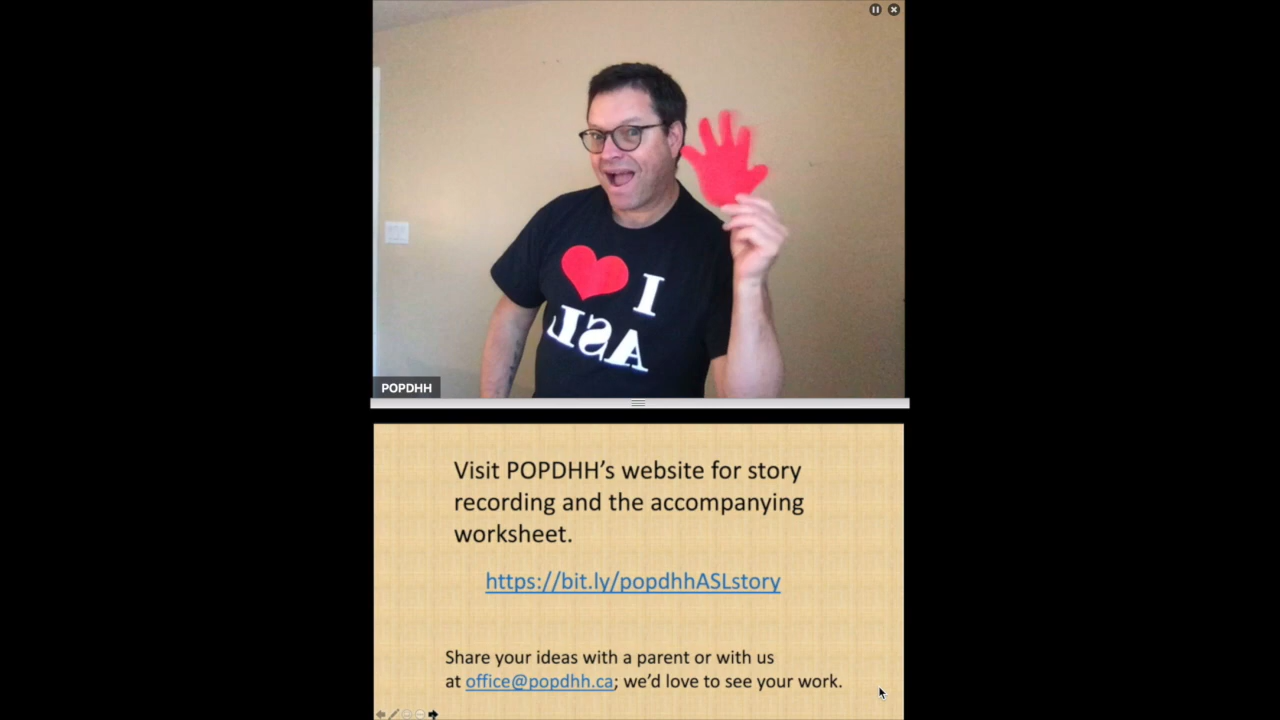 I
ASL
POPDHH
Visit POPDHH’s website for story
recording and the accompanying
worksheet.
https://bit.ly/popdhhASLstory
Share your ideas with a parent or with us
at office@popdhh.ca; we’d love to see your work.